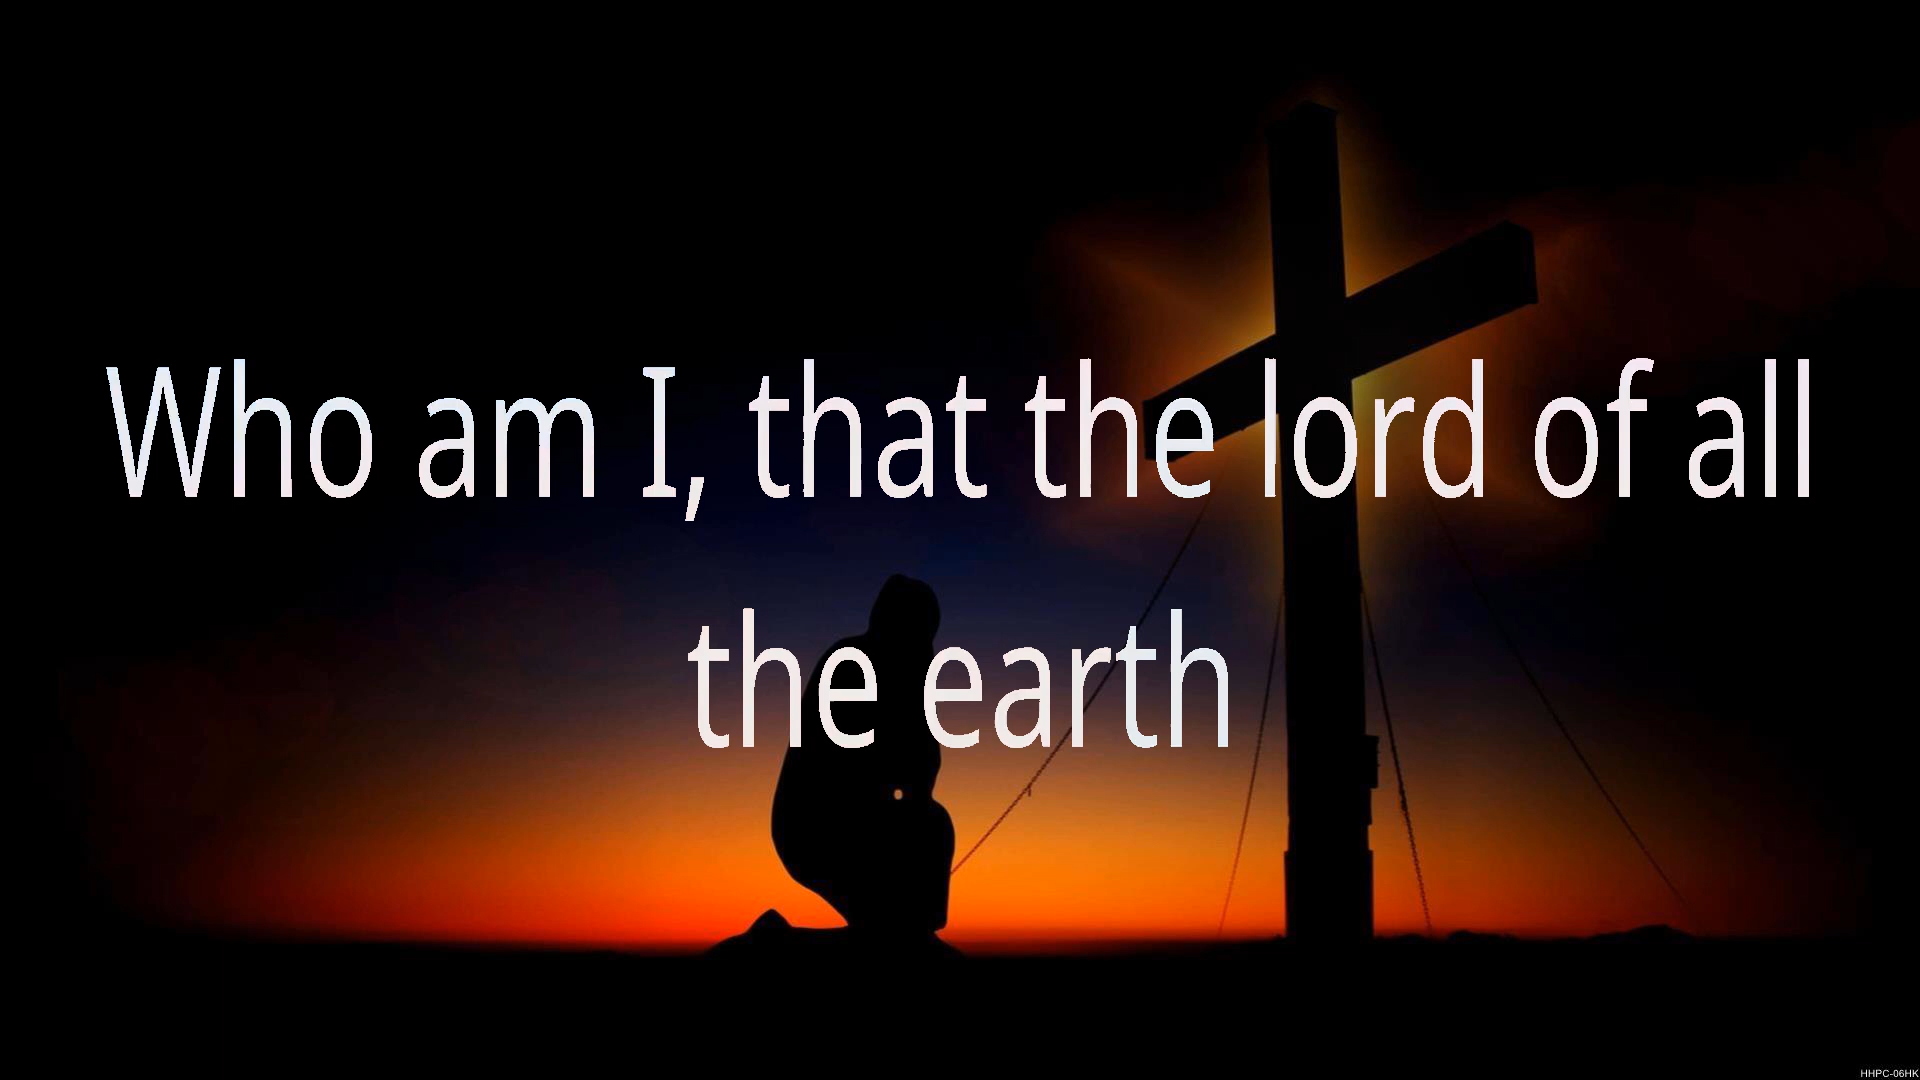 Who am I, that the lord of all
the earth
HHPC-06HK